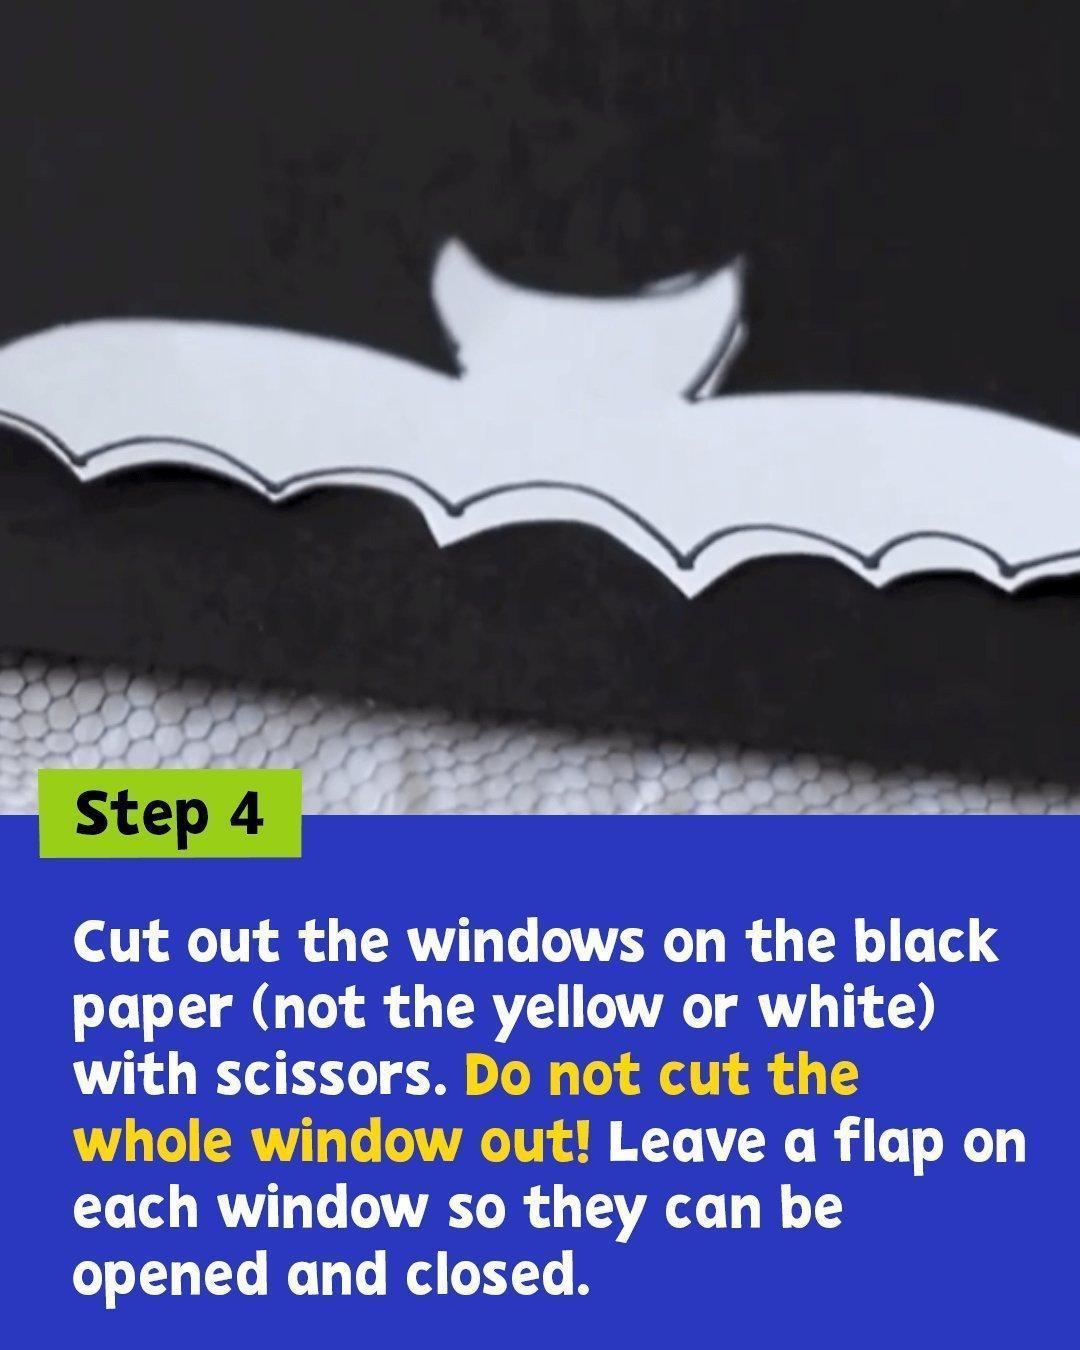 Step 4
Cut out the windows on the black
paper (not the yellow or white)
with scissors. Do not cut the
whole window out! Leave a flap on
each window so they can be
opened and closed.